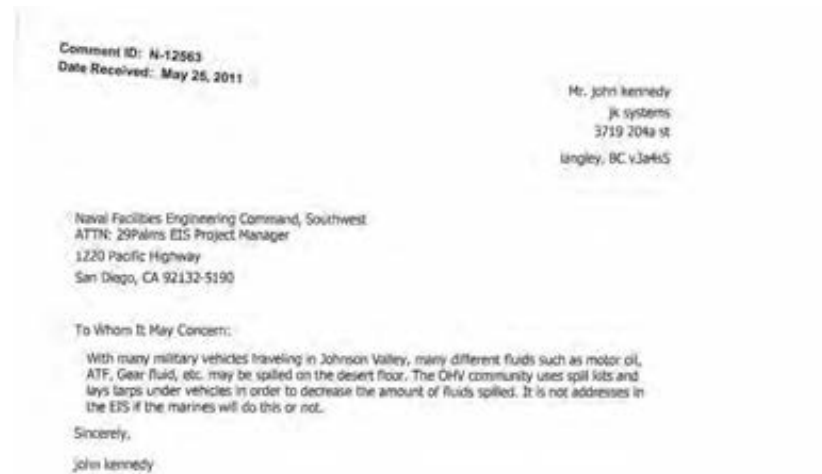 Comment ID: N-12563
Date Received: May 25, 2011
Mr. john kennedy
jk systems
3719 204a st
langley, BC v3a4s5
Naval Facilities Engineering Command, Southwest
ATTN: 29Palms EIS Project Manager
1220 Pacific Highway
San Diego, CA 92132-5190
To Whom It May Concern:
With many military vehicles traveling in Johnson Valley, many different fluids such as motor oil,
ATF, Gear fluid, etc. may be spilled on the desert floor. The OHV community uses spill kits and
lays tarps under vehicles in order to decrease the amount of fluids spilled. It is not addresses in
the EIS if the marines will do this or not.
Sincerely,
john kennedy